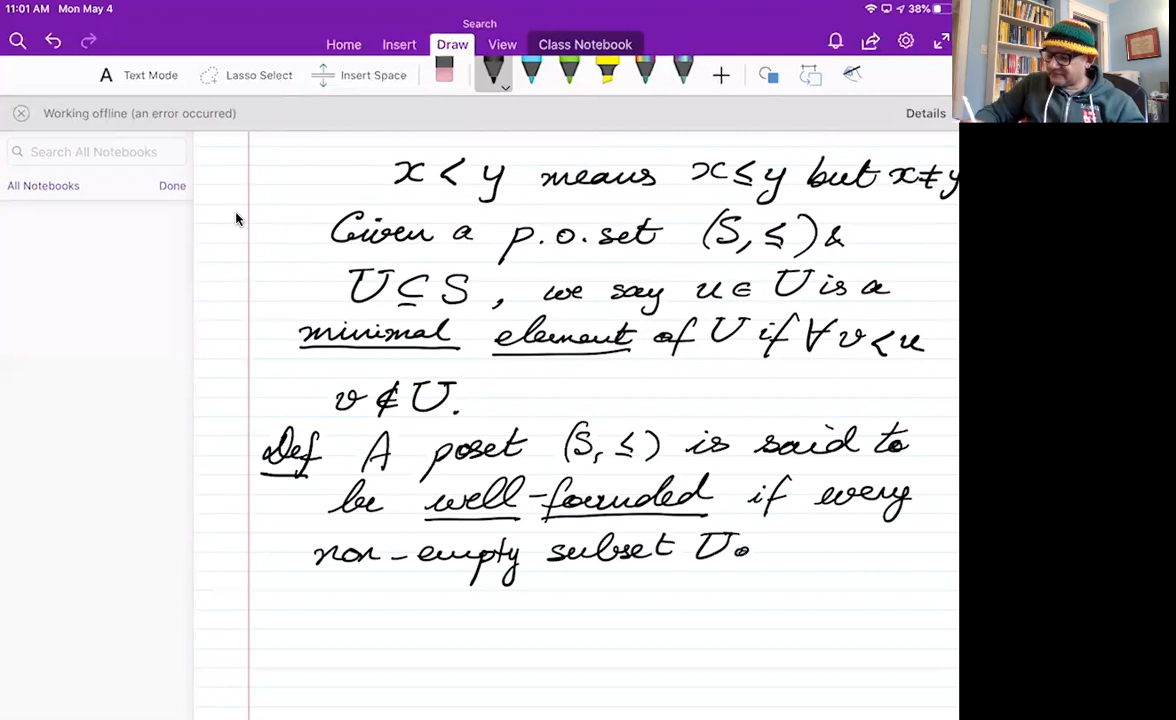 11:01 AM Mon May 4
38%
Search
Home Insert Draw View Class Notebook
Text Mode Lasso Select Insert Space
Working offline (an error occurred) Details
Search All Notebooks
All Notebooks Done
x < y means x ≤ y but x ≠ y
Given a p.o.set (S, ≤) &
U ⊆ S, we say u ∈ U is a
minimal element of U if ∀ v < u
v ∉ U.
Def A poset (S, ≤) is said to
be well-founded if every
non-empty subset U